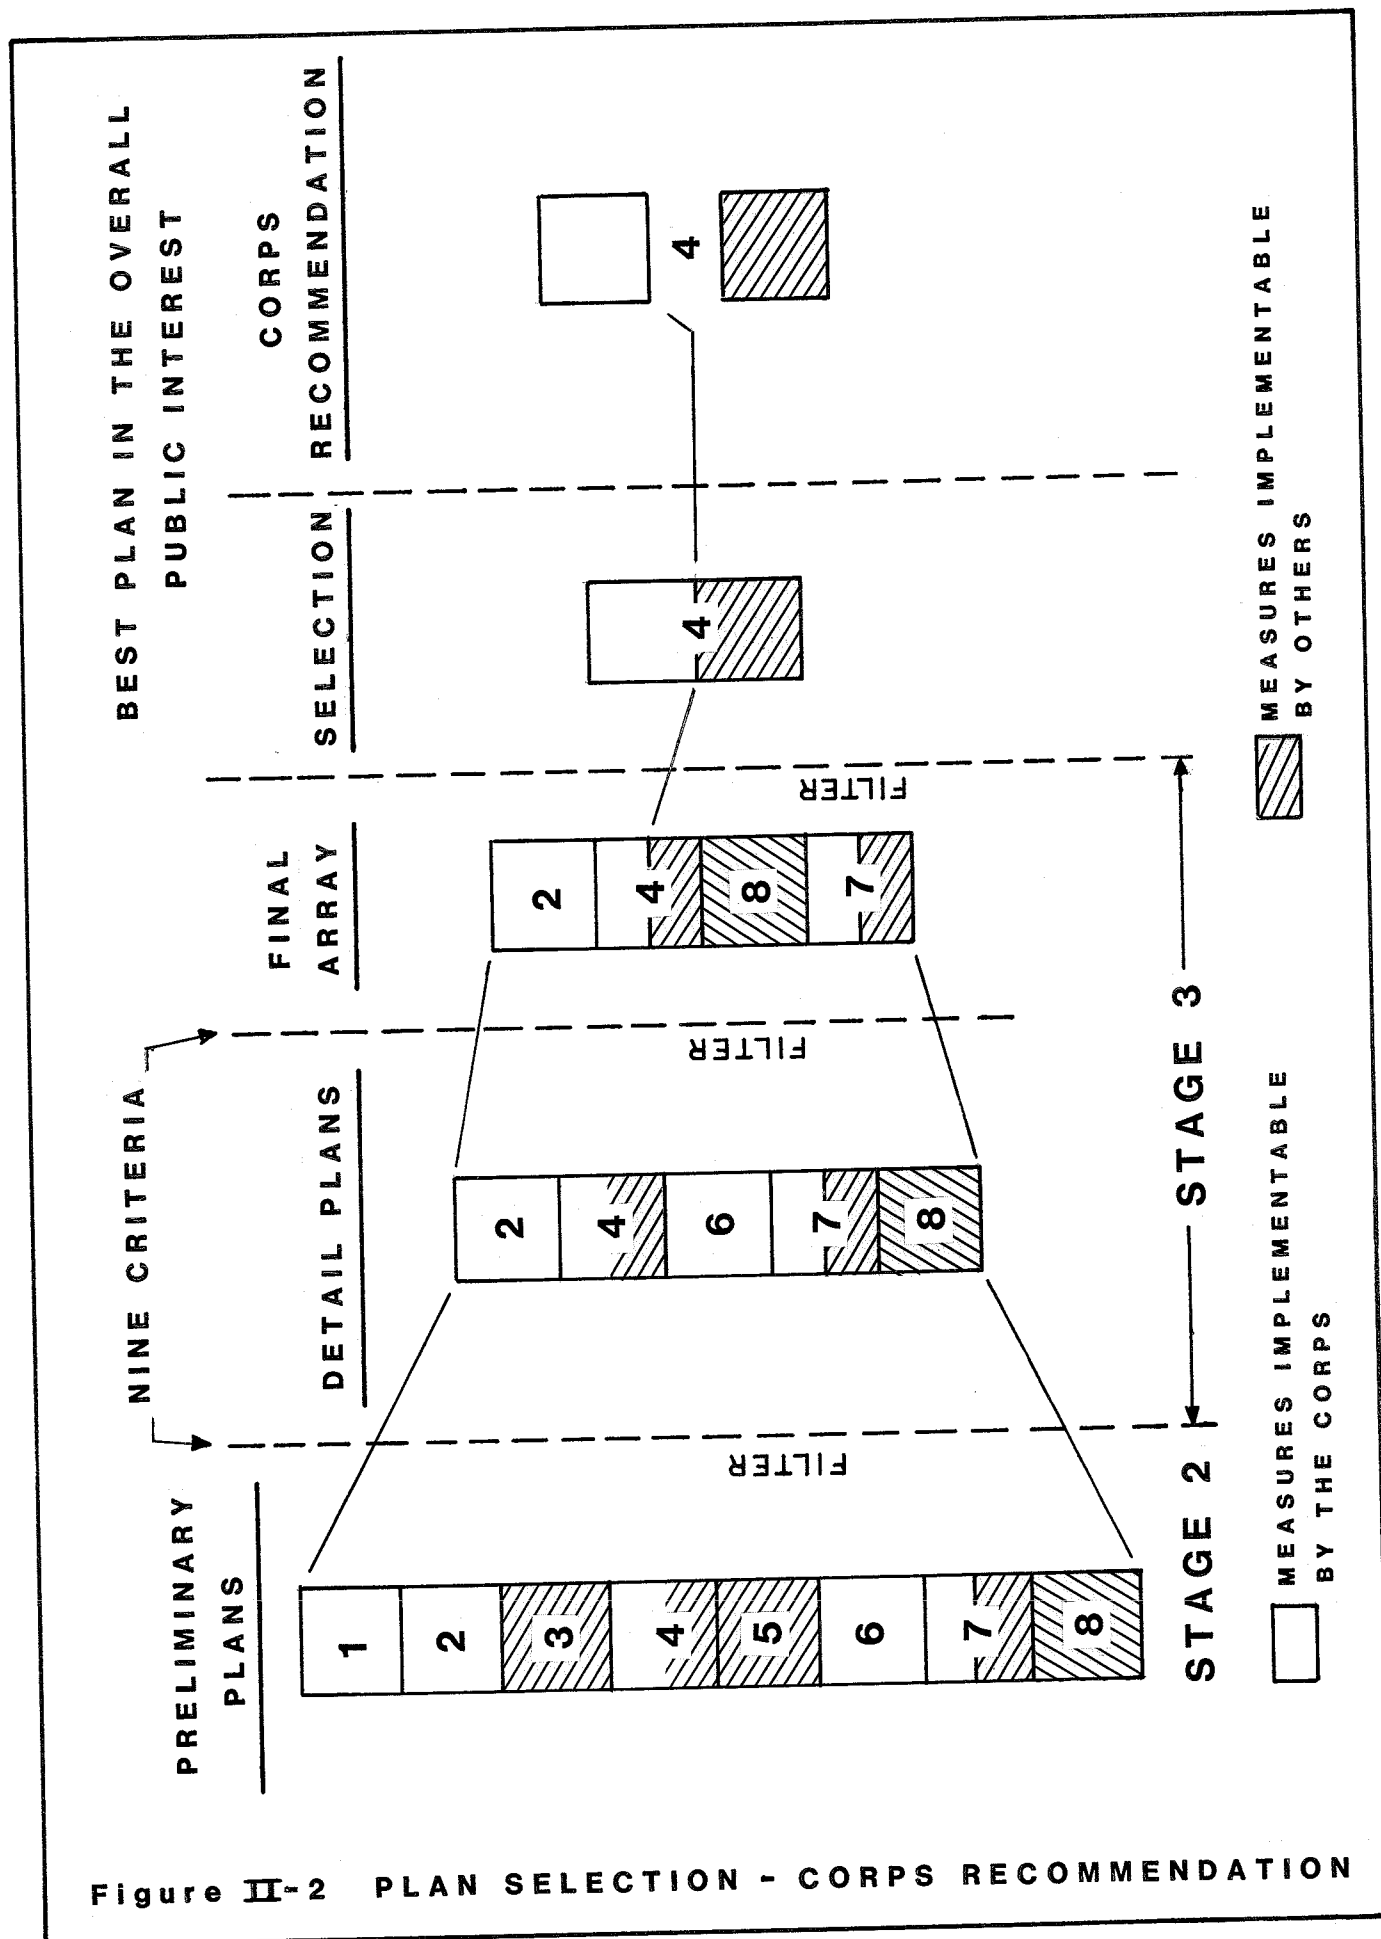 NINE CRITERIA
BEST PLAN IN THE OVERALL
PUBLIC INTEREST
PRELIMINARY
PLANS
DETAIL PLANS
FINAL
ARRAY
SELECTION
CORPS
RECOMMENDATION
1
2
3
4
5
6
7
8
FILTER
2
4
6
7
8
FILTER
2
4
8
7
FILTER
4
4
STAGE 2
STAGE 3
MEASURES IMPLEMENTABLE
BY THE CORPS
MEASURES IMPLEMENTABLE
BY OTHERS
Figure II-2 PLAN SELECTION - CORPS RECOMMENDATION